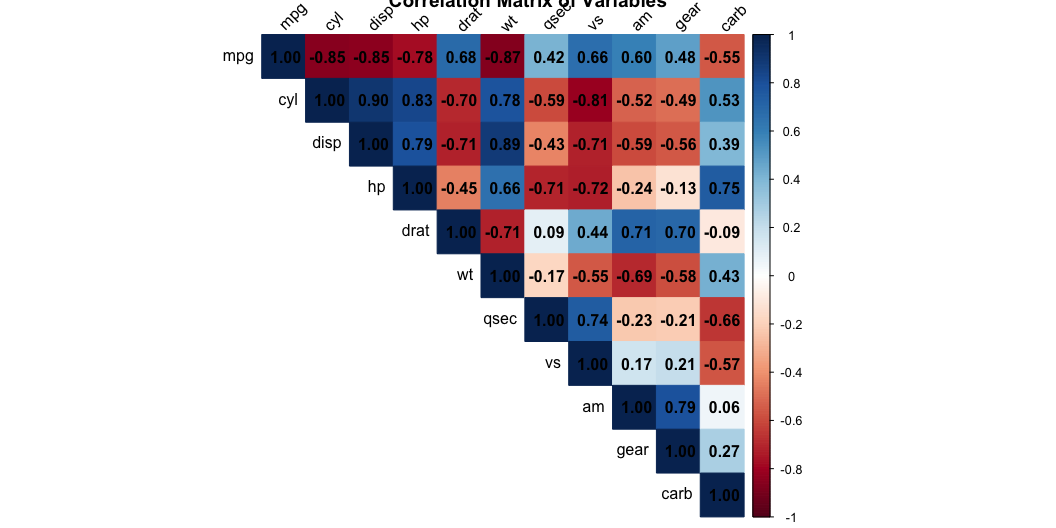 Correlation Matrix of Variables
mpg cyl disp hp drat wt qsec vs am gear carb
mpg 1.00 -0.85 -0.85 -0.78 0.68 -0.87 0.42 0.66 0.60 0.48 -0.55
cyl 1.00 0.90 0.83 -0.70 0.78 -0.59 -0.81 -0.52 -0.49 0.53
disp 1.00 0.79 -0.71 0.89 -0.43 -0.71 -0.59 -0.56 0.39
hp 1.00 -0.45 0.66 -0.71 -0.72 -0.24 -0.13 0.75
drat 1.00 -0.71 0.09 0.44 0.71 0.70 -0.09
wt 1.00 -0.17 -0.55 -0.69 -0.58 0.43
qsec 1.00 0.74 -0.23 -0.21 -0.66
vs 1.00 0.17 0.21 -0.57
am 1.00 0.79 0.06
gear 1.00 0.27
carb 1.00
1
0.8
0.6
0.4
0.2
0
-0.2
-0.4
-0.6
-0.8
-1